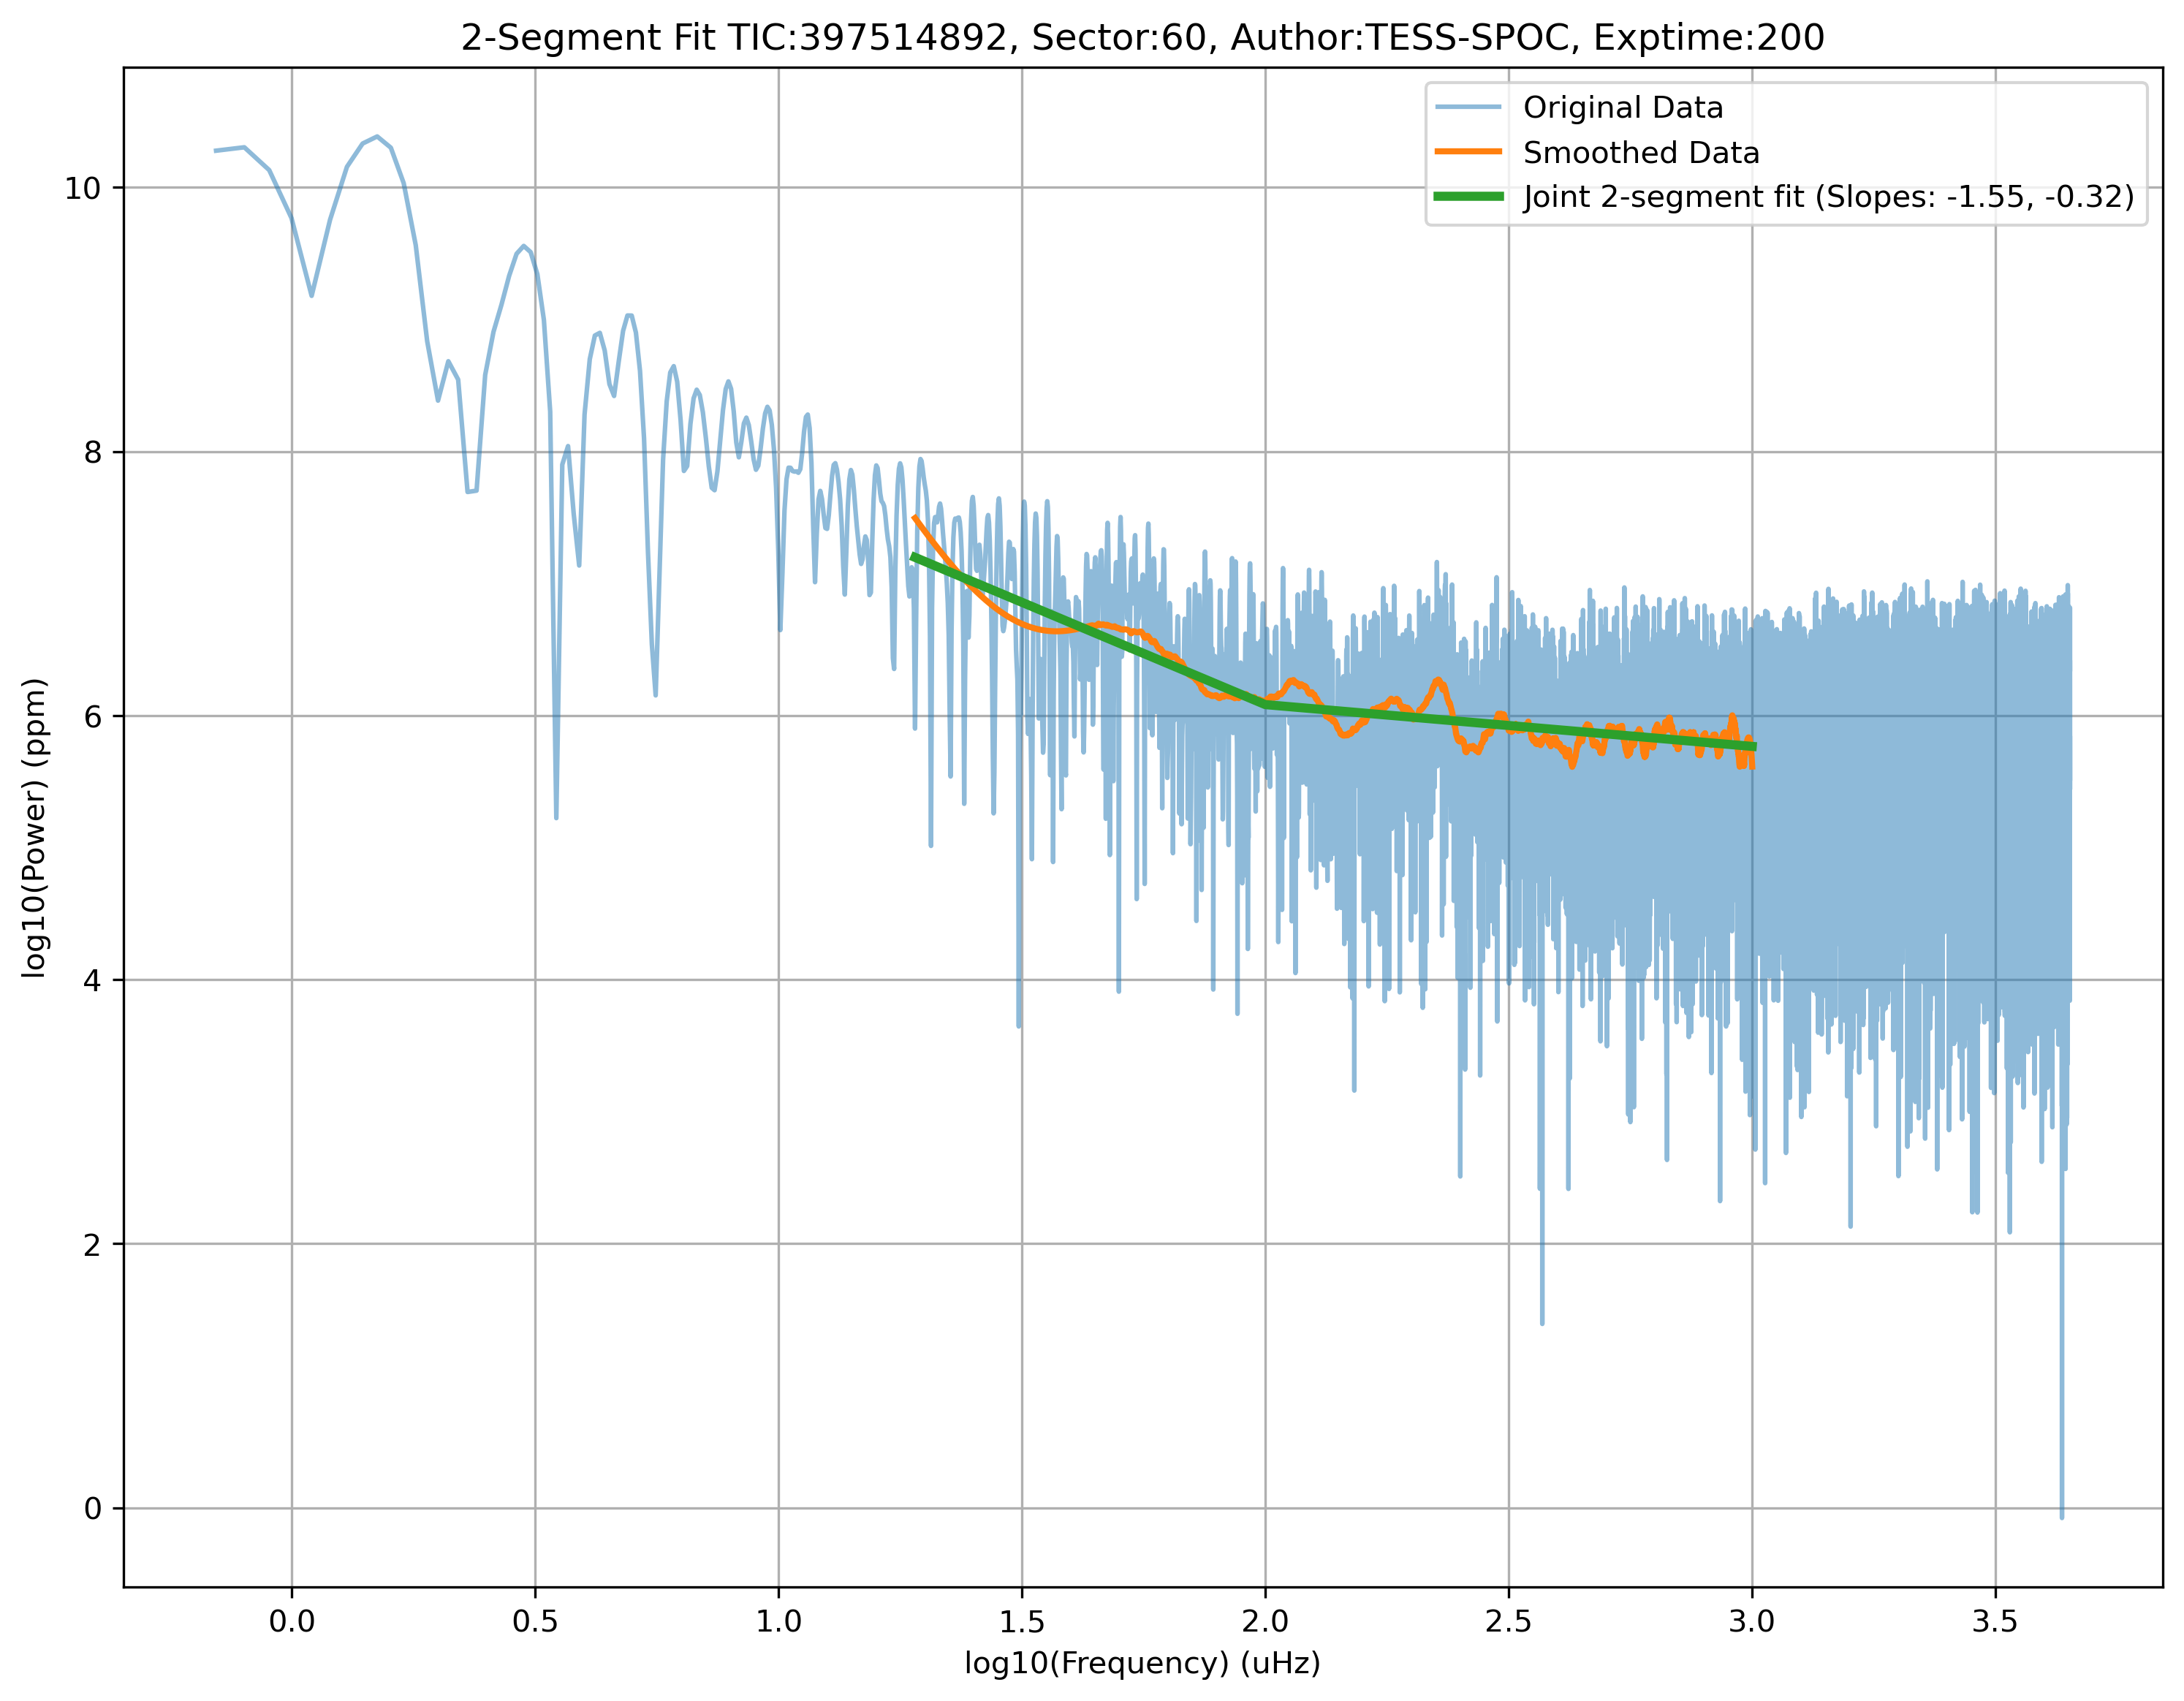 2-Segment Fit TIC:397514892, Sector:60, Author:TESS-SPOC, Exptime:200
Original Data
Smoothed Data
Joint 2-segment fit (Slopes: -1.55, -0.32)
log10(Power) (ppm)
10
8
6
4
2
0
0.0 0.5 1.0 1.5 2.0 2.5 3.0 3.5
log10(Frequency) (uHz)